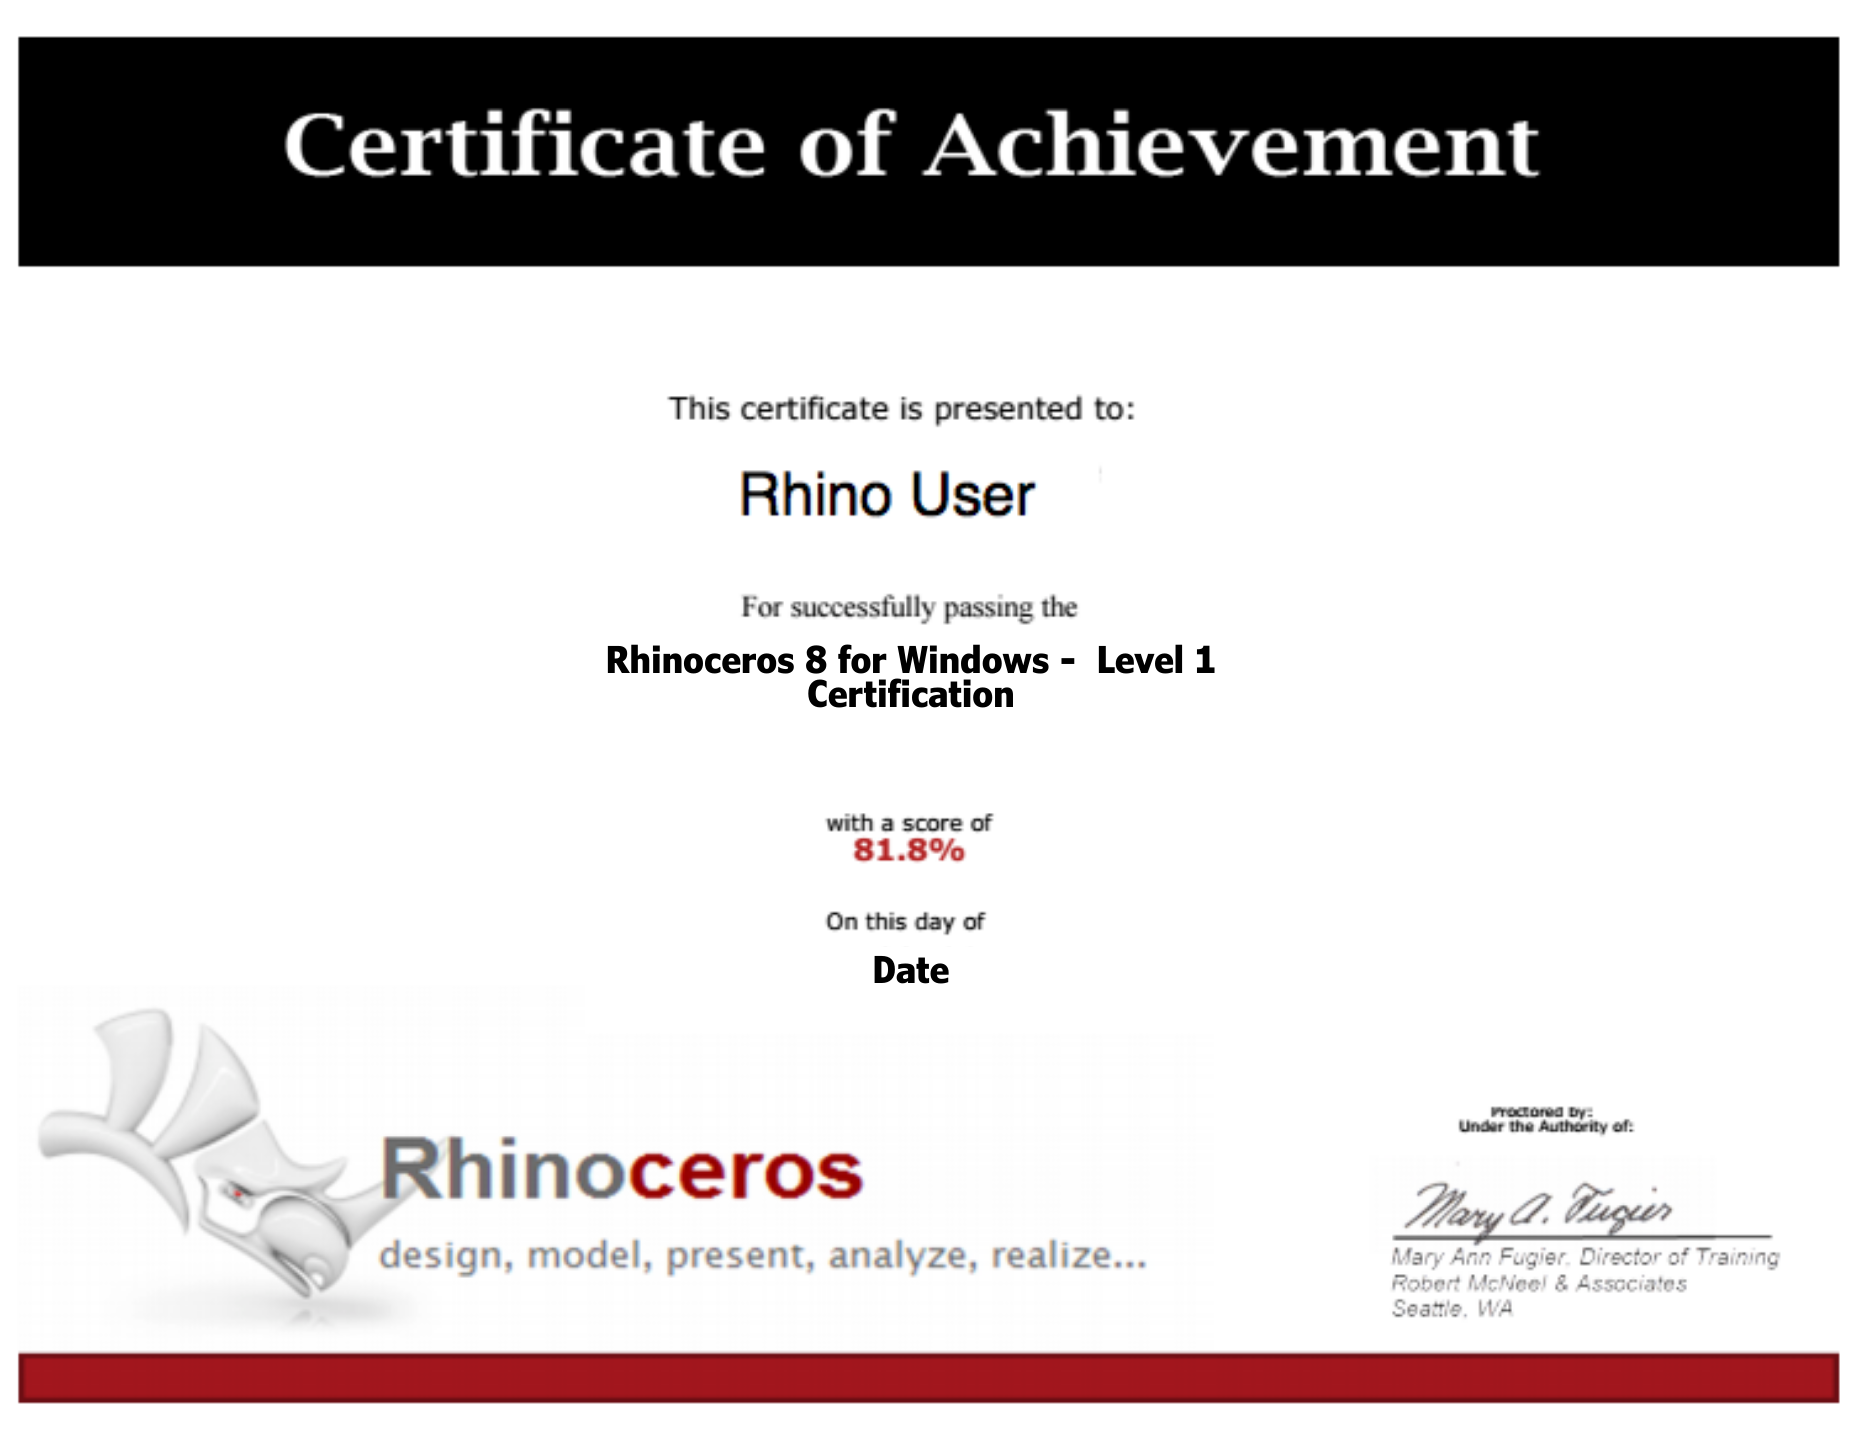 Certificate of Achievement
This certificate is presented to:
Rhino User
For successfully passing the
Rhinoceros 8 for Windows - Level 1
Certification
with a score of
81.8%
On this day of
Date
Rhinoceros
design, model, present, analyze, realize...
Proctored by:
Under the Authority of:
Mary A. Fugier
Mary Ann Fugier, Director of Training
Robert McNeel & Associates
Seattle, WA